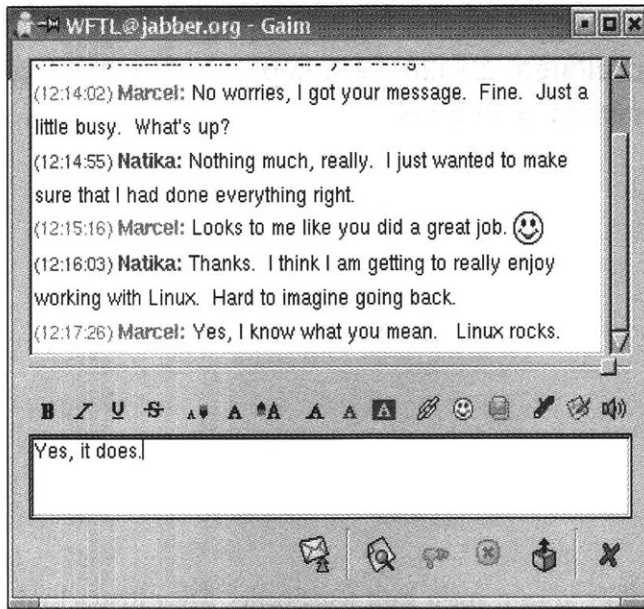 WFTL@jabber.org - Gaim
(12:14:02) Marcel: No worries, I got your message. Fine. Just a
little busy. What's up?
(12:14:55) Natika: Nothing much, really. I just wanted to make
sure that I had done everything right.
(12:15:16) Marcel: Looks to me like you did a great job.
(12:16:03) Natika: Thanks. I think I am getting to really enjoy
working with Linux. Hard to imagine going back.
(12:17:26) Marcel: Yes, I know what you mean. Linux rocks.
B I U S A A A A A A
Yes, it does.